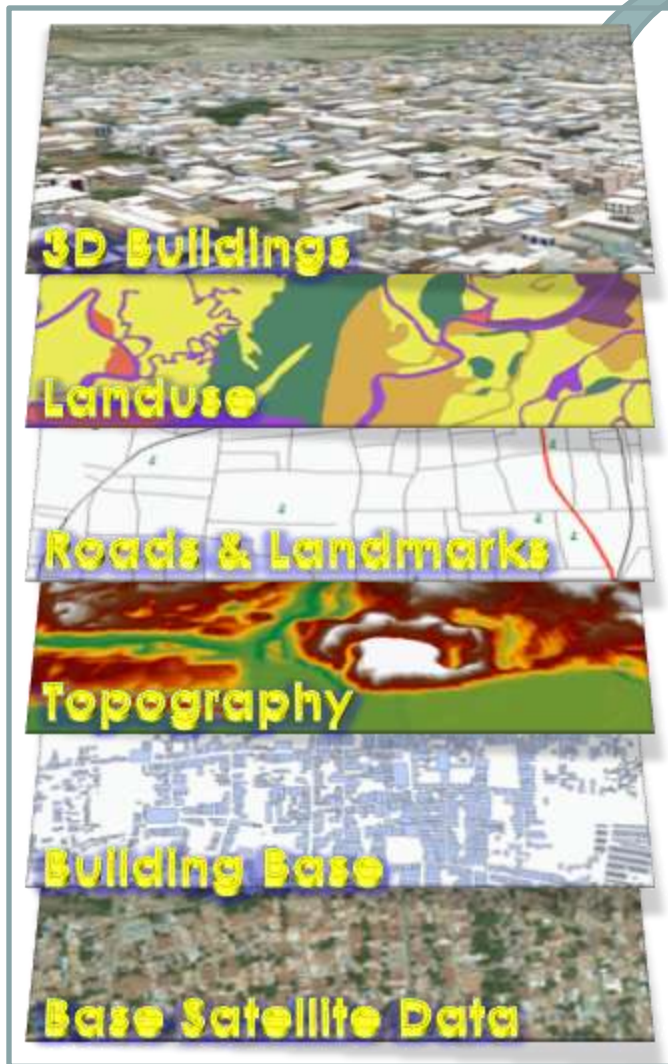 3D Buildings
Landuse
Roads & Landmarks
Topography
Building Base
Base Satellite Data